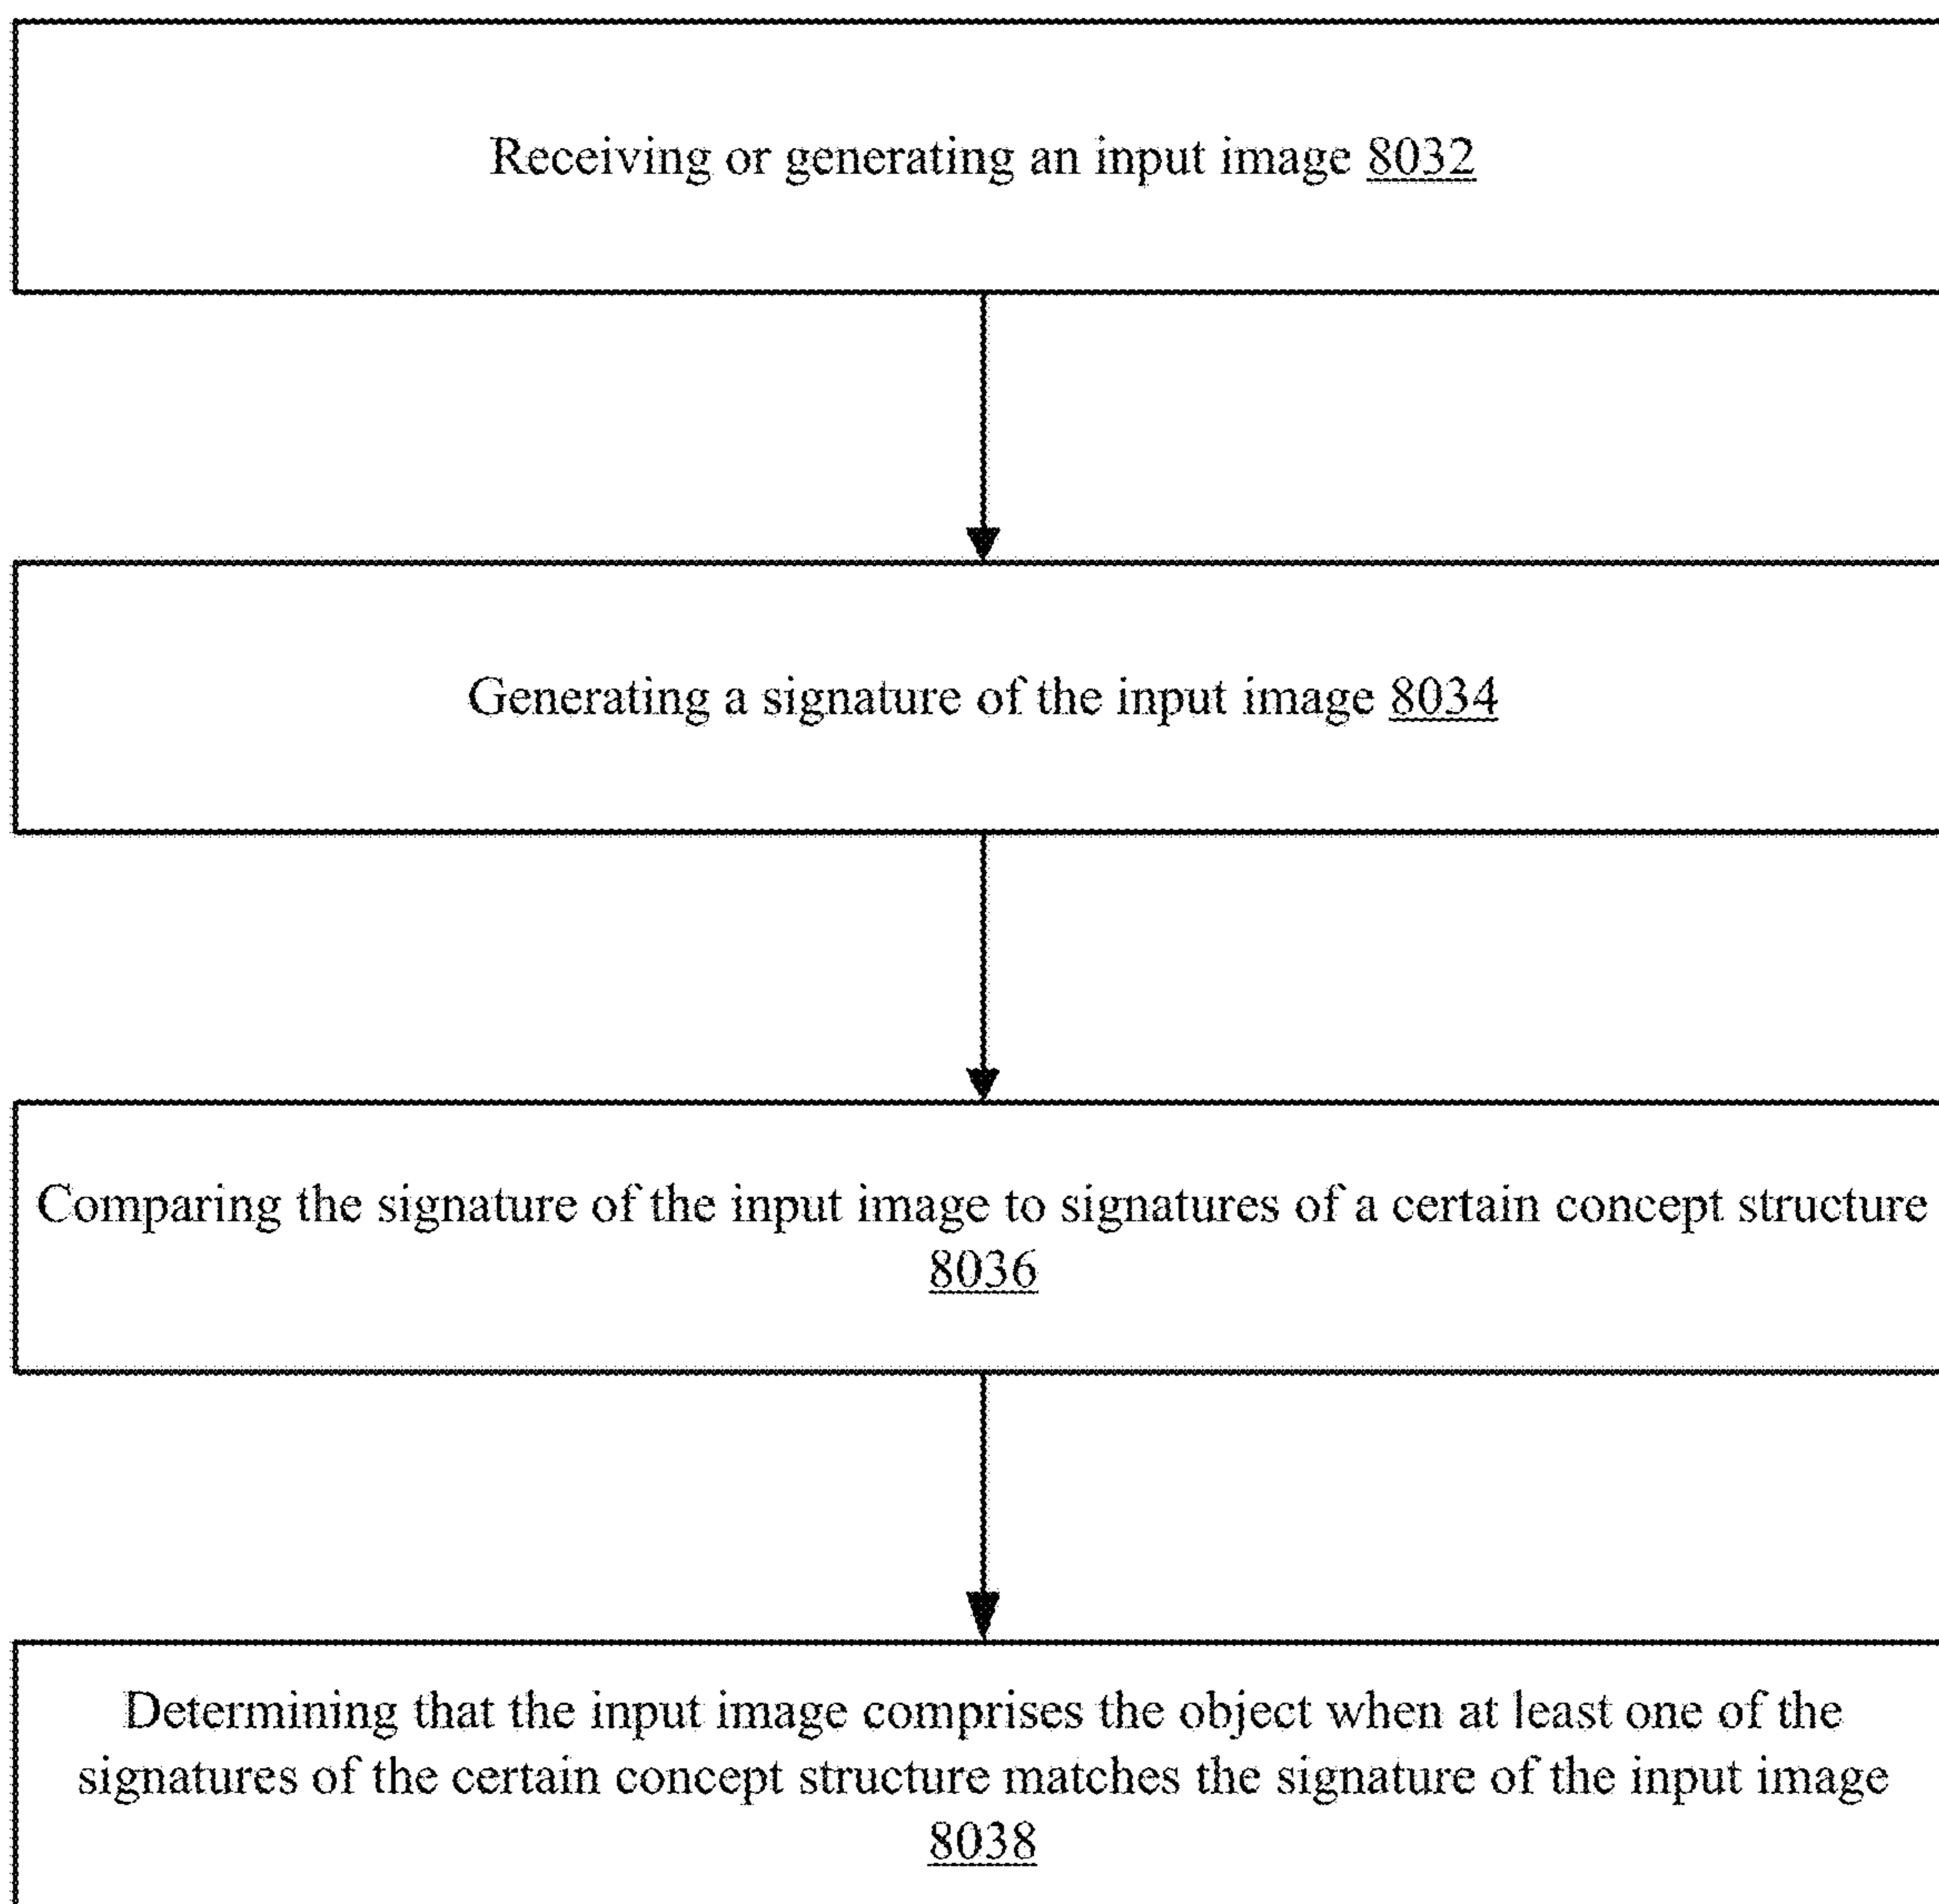 Receiving or generating an input image 8032
Generating a signature of the input image 8034
Comparing the signature of the input image to signatures of a certain concept structure
8036
Determining that the input image comprises the object when at least one of the
signatures of the certain concept structure matches the signature of the input image
8038